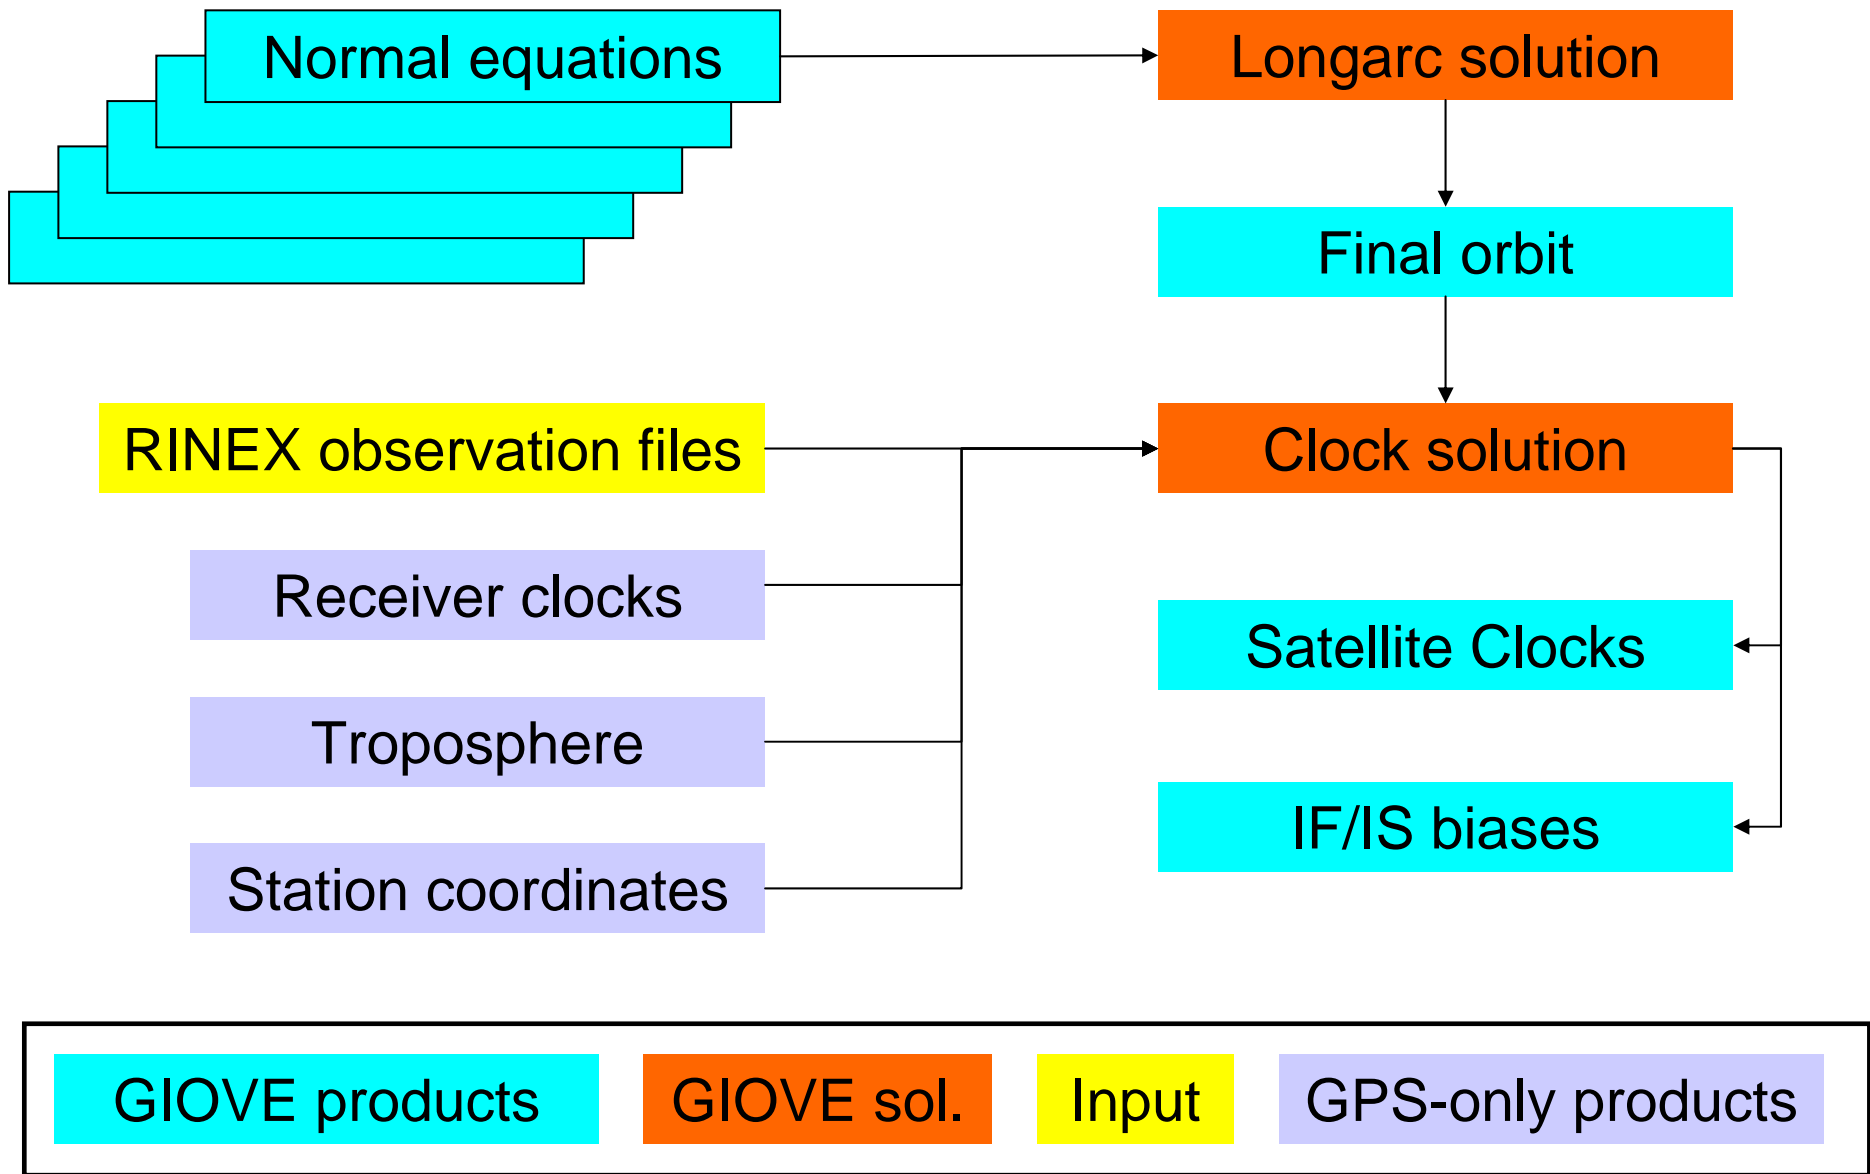 Normal equations
Longarc solution
Final orbit
RINEX observation files
Clock solution
Receiver clocks
Satellite Clocks
Troposphere
IF/IS biases
Station coordinates
GIOVE products
GIOVE sol.
Input
GPS-only products